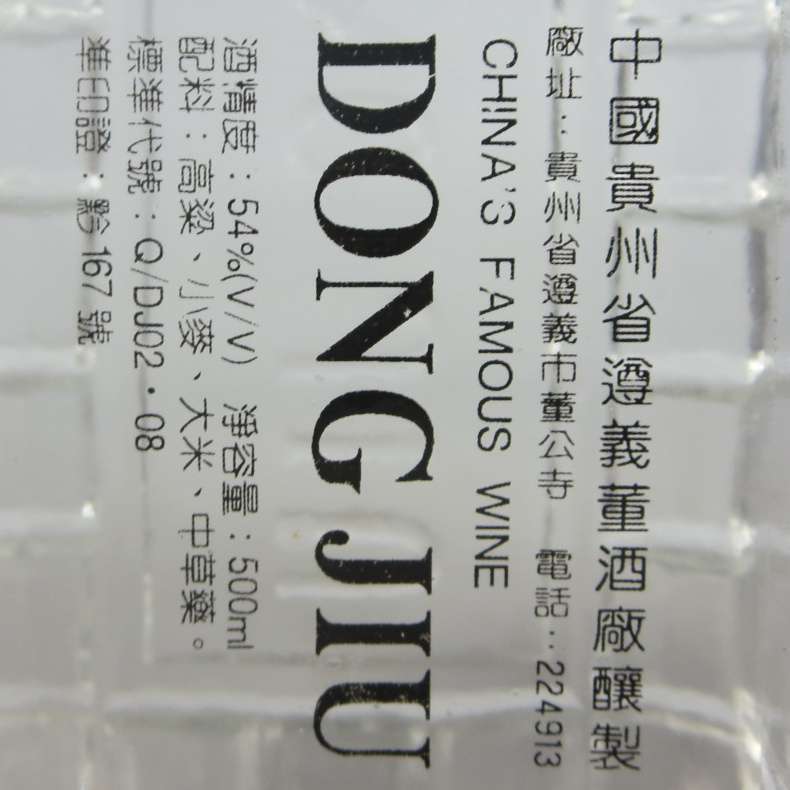 中國貴州省遵義董酒廠釀製
廠址：貴州省遵義市董公寺 電話：224913
CHINA'S FAMOUS WINE
DONGJIU
酒精度：54%(V/V) 淨容量：500ml
配料：高粱、小麥、大米、中草藥。
標準代號：Q/DJ02·08
準印證：黔167號